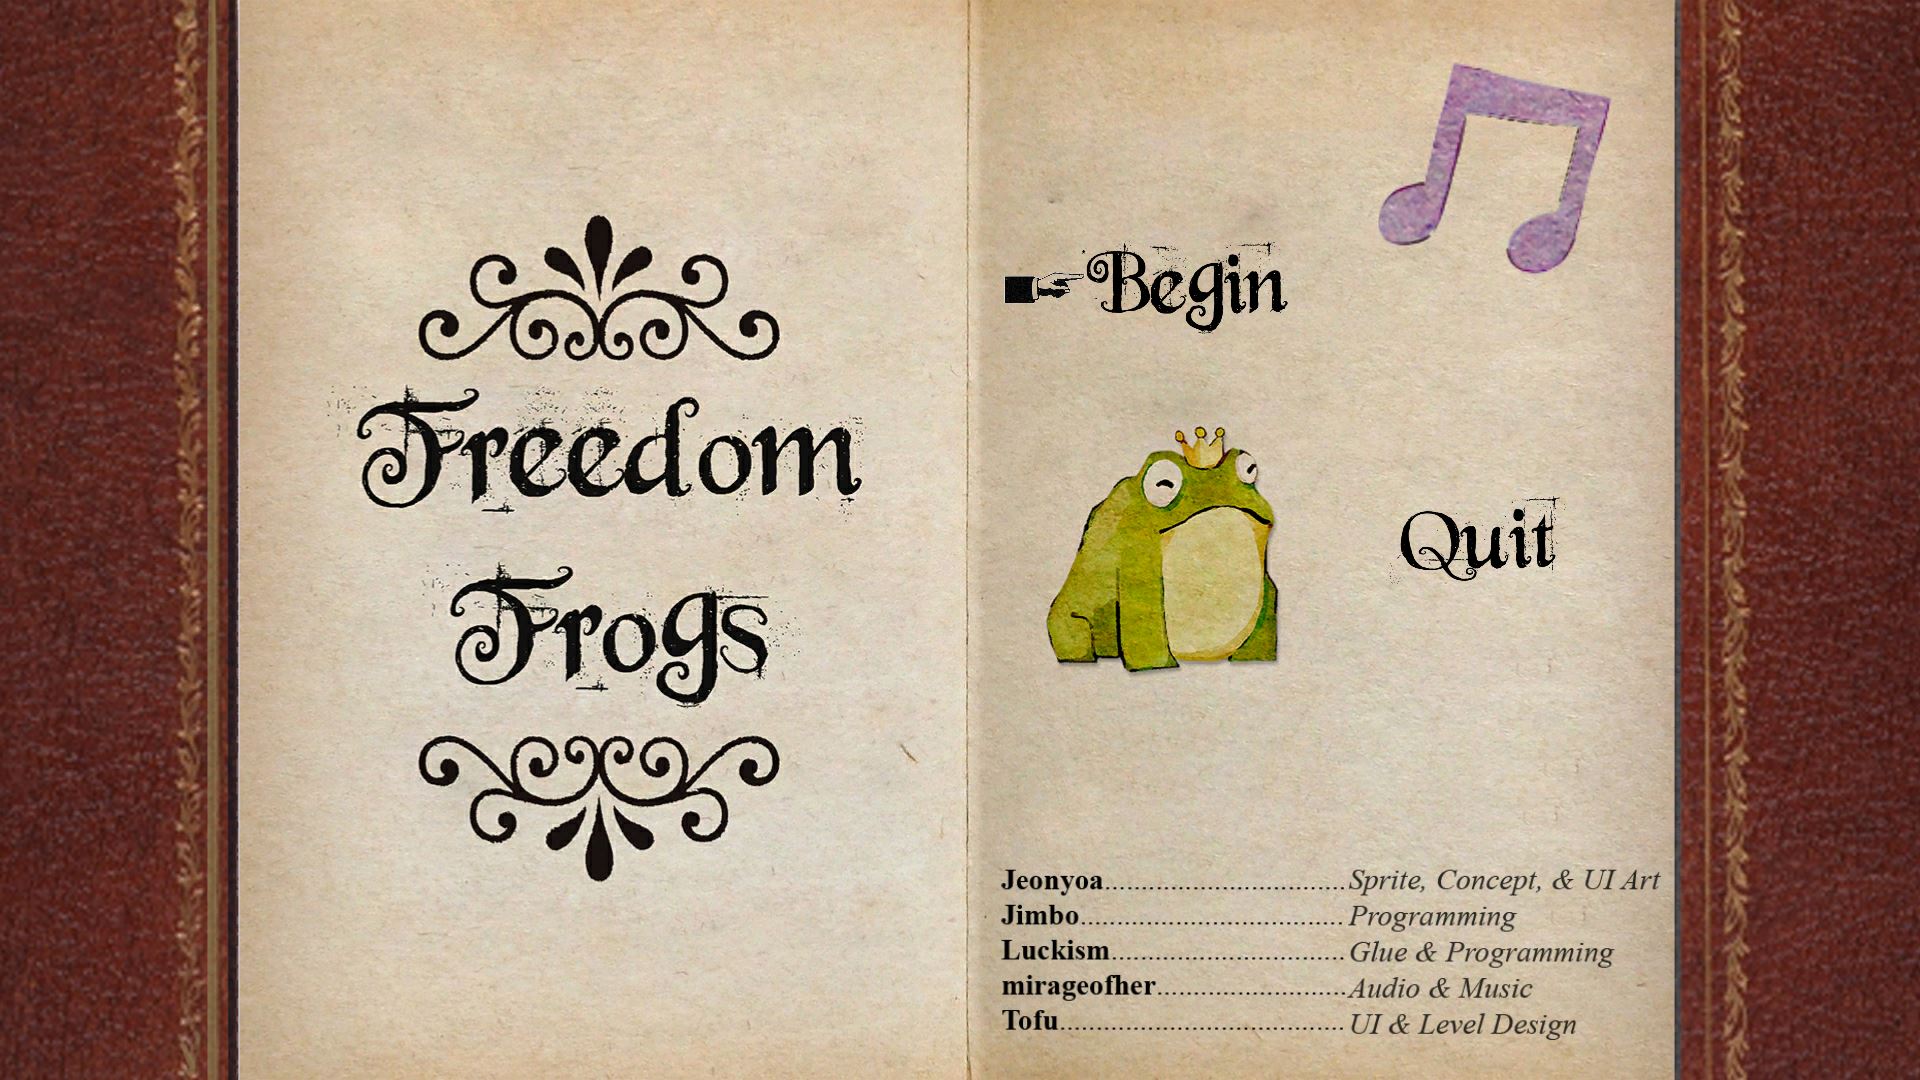 Freedom
Frogs
Begin
Quit
Jeonyoa................................Sprite, Concept, & UI Art
Jimbo...................................Programming
Luckism...............................Glue & Programming
mirageofher.........................Audio & Music
Tofu......................................UI & Level Design